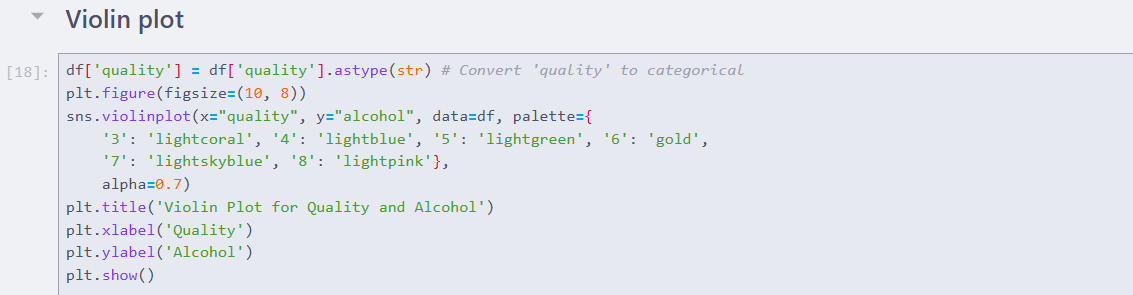 Violin plot
[18]:
df['quality'] = df['quality'].astype(str) # Convert 'quality' to categorical
plt.figure(figsize=(10, 8))
sns.violinplot(x="quality", y="alcohol", data=df, palette={
    '3': 'lightcoral', '4': 'lightblue', '5': 'lightgreen', '6': 'gold',
    '7': 'lightskyblue', '8': 'lightpink'},
    alpha=0.7)
plt.title('Violin Plot for Quality and Alcohol')
plt.xlabel('Quality')
plt.ylabel('Alcohol')
plt.show()